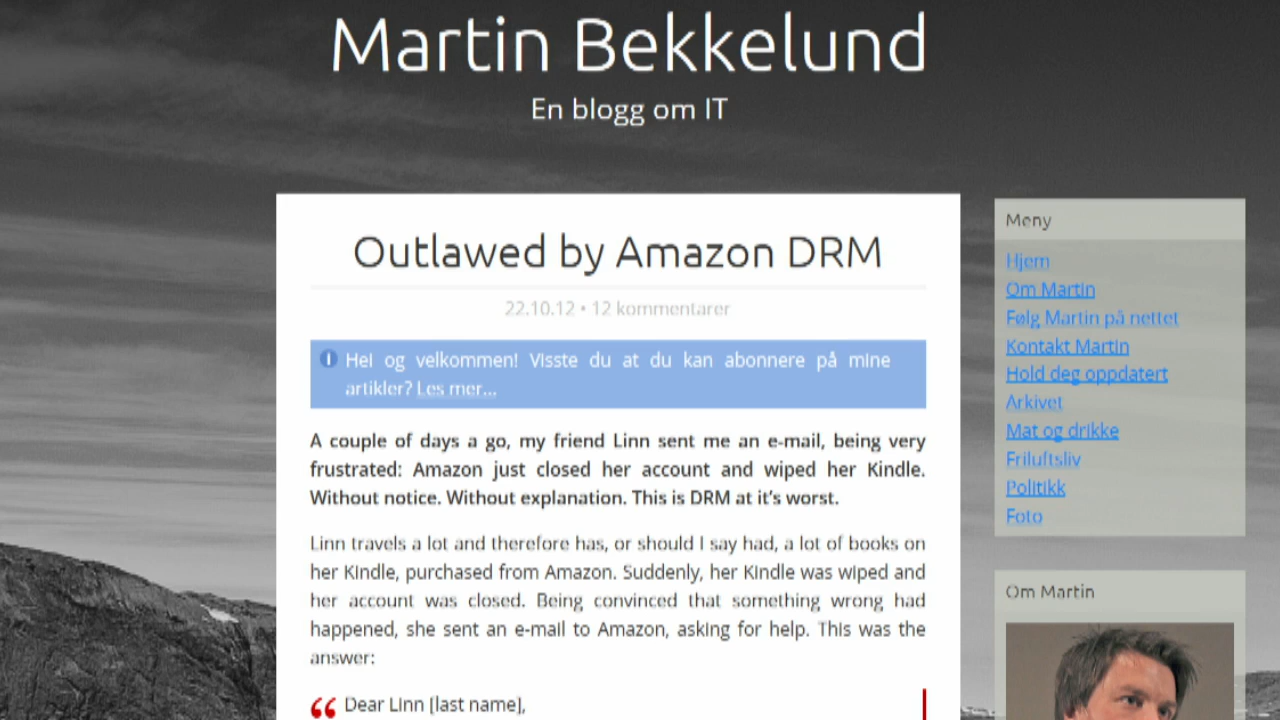 Martin Bekkelund
En blogg om IT
Outlawed by Amazon DRM
22.10.12 • 12 kommentarer
Hei og velkommen! Visste du at du kan abonnere på mine
artikler? Les mer...
A couple of days a go, my friend Linn sent me an e-mail, being very
frustrated: Amazon just closed her account and wiped her Kindle.
Without notice. Without explanation. This is DRM at it's worst.
Linn travels a lot and therefore has, or should I say had, a lot of books on
her Kindle, purchased from Amazon. Suddenly, her Kindle was wiped and
her account was closed. Being convinced that something wrong had
happened, she sent an e-mail to Amazon, asking for help. This was the
answer:
“ Dear Linn [last name],
Meny
Hjem
Om Martin
Følg Martin på nettet
Kontakt Martin
Hold deg oppdatert
Arkivet
Mat og drikke
Friluftsliv
Politikk
Foto
Om Martin